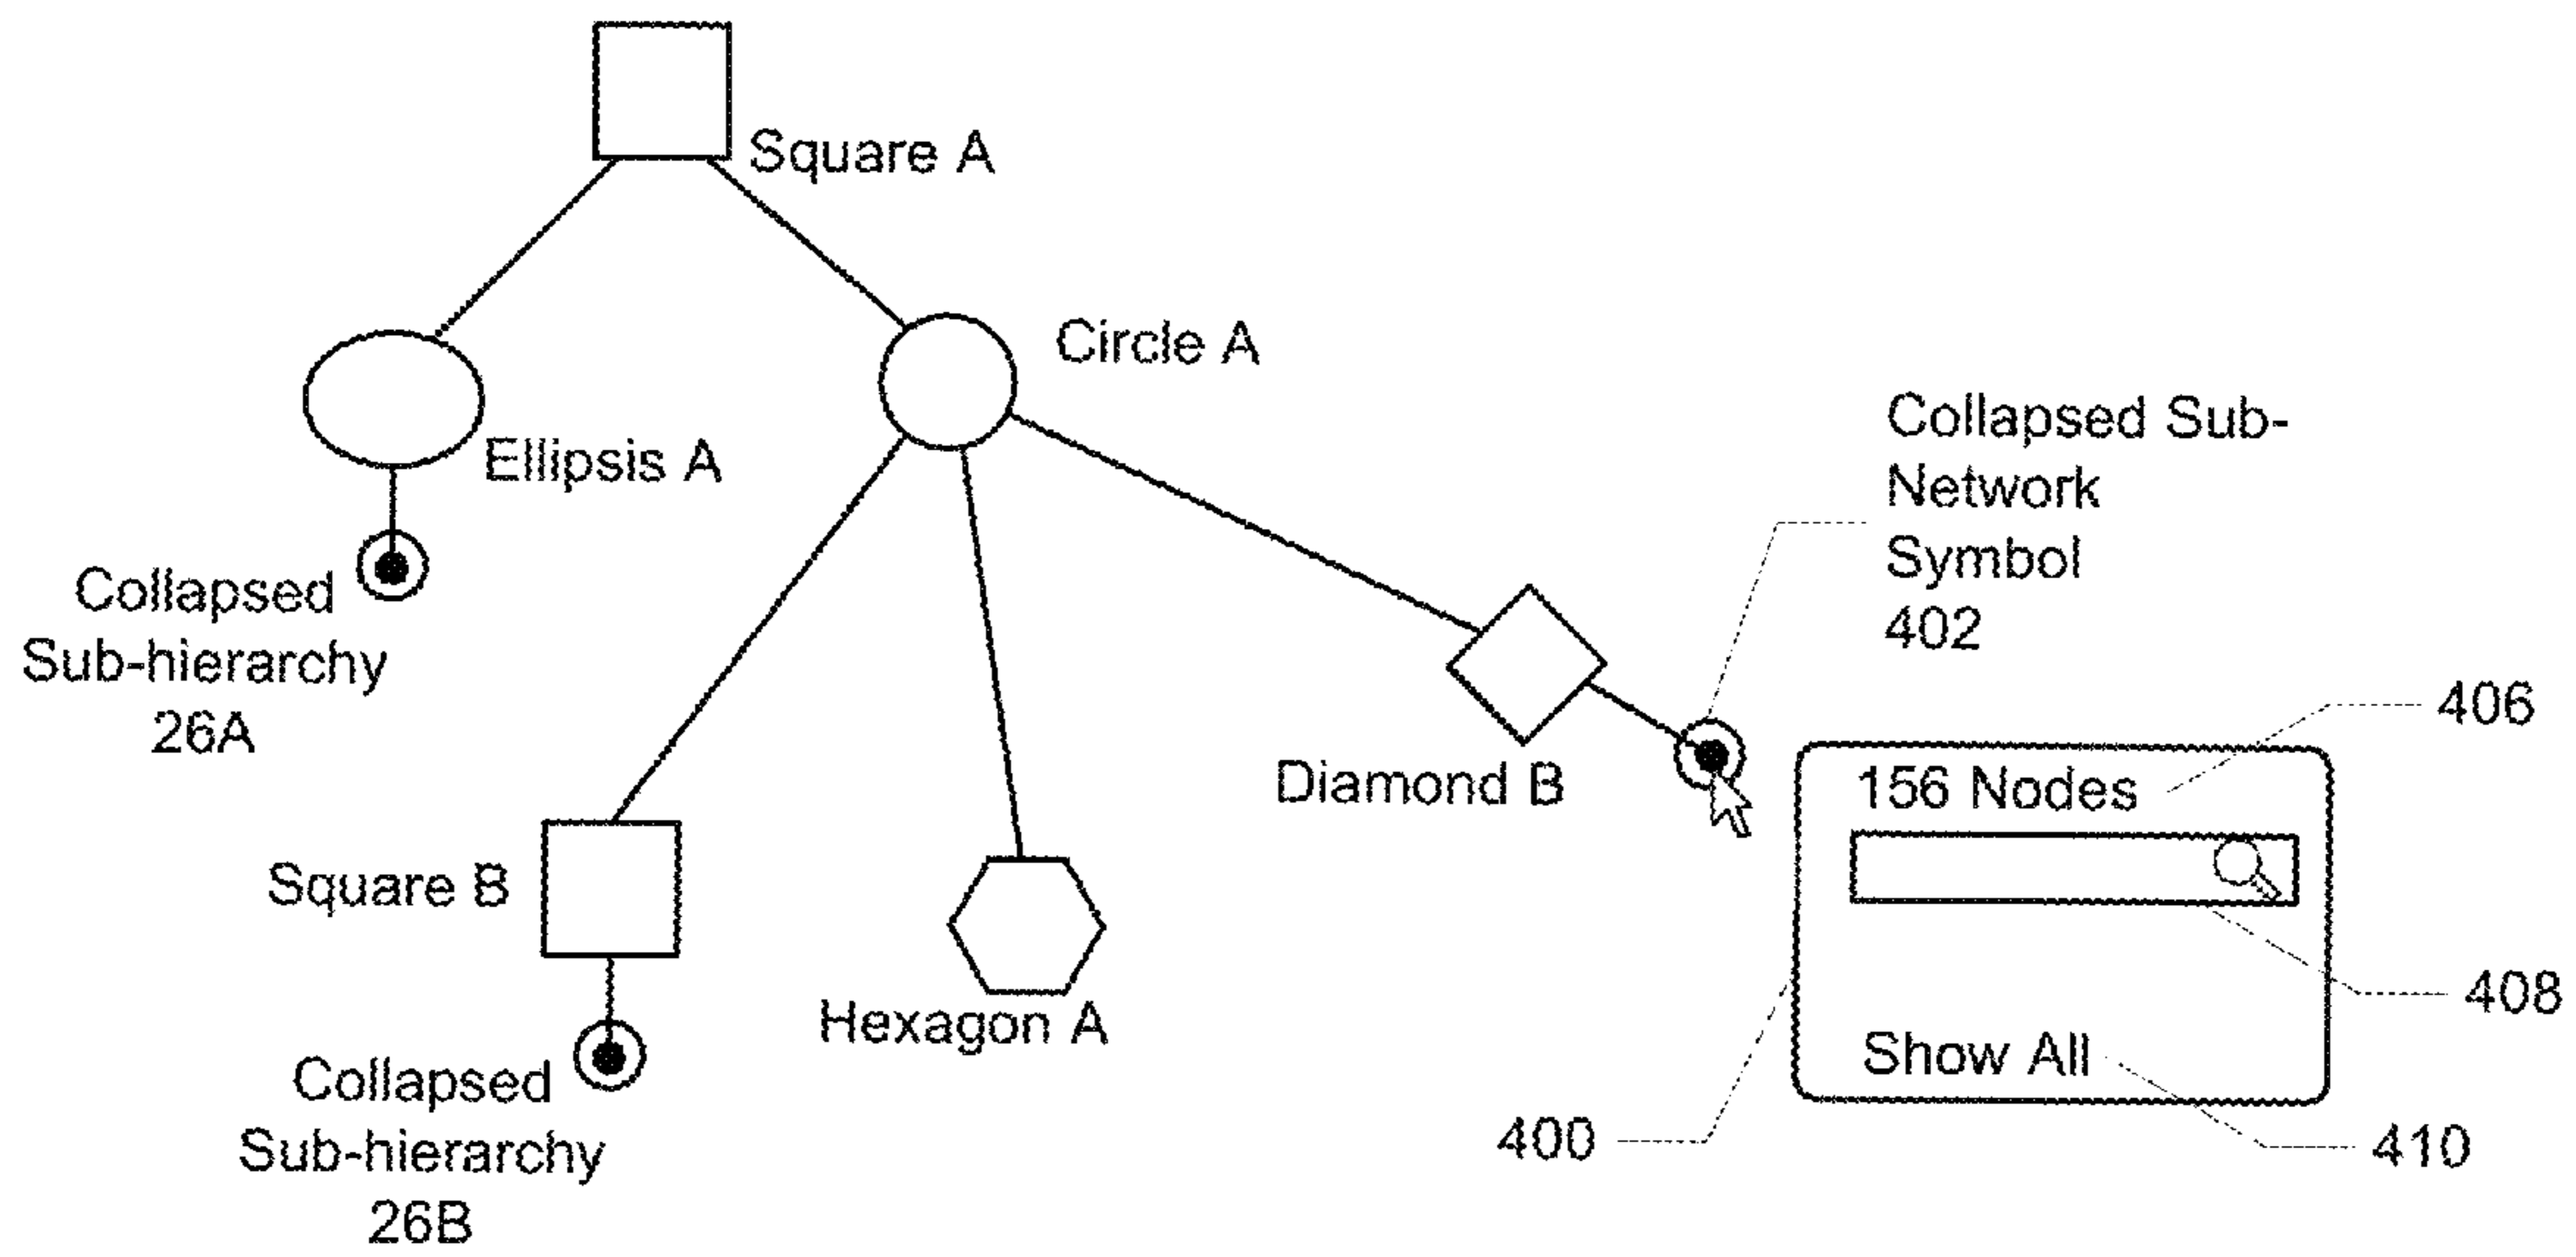 Square A
Circle A
Ellipsis A
Collapsed Sub-
Network
Symbol
402
Collapsed
Sub-hierarchy
26A
406
156 Nodes
Diamond B
Square B
408
Hexagon A
Show All
400
410
Collapsed
Sub-hierarchy
26B